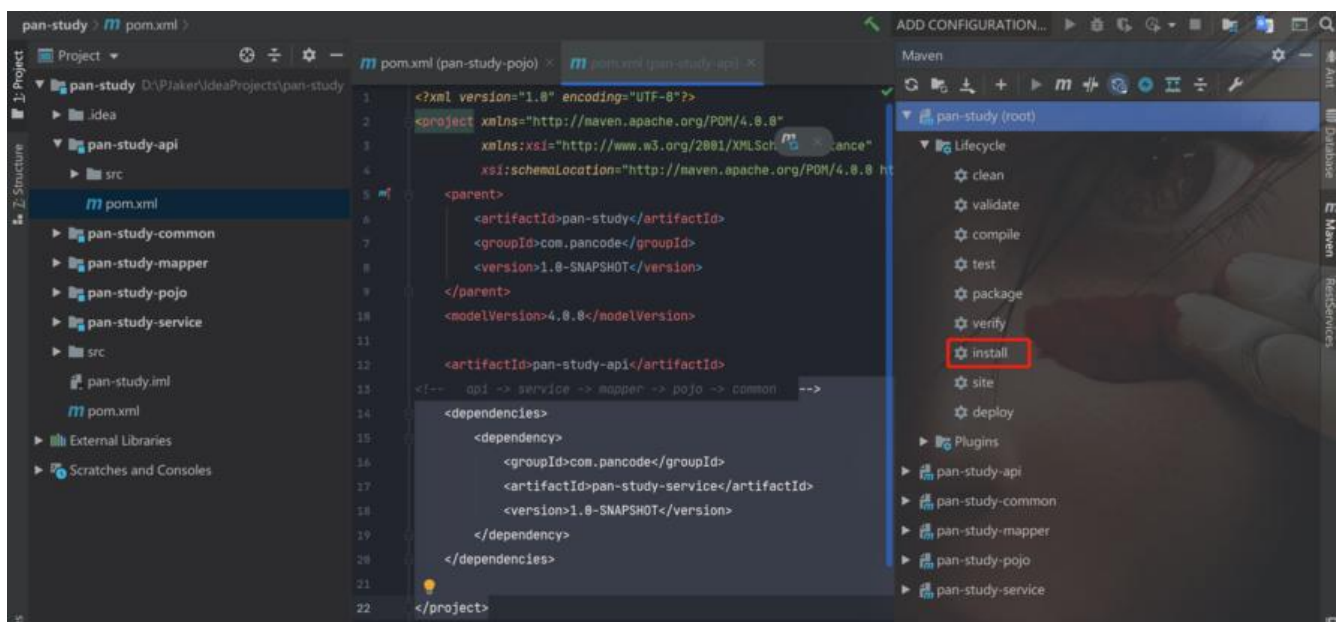 pan-study > pom.xml >
ADD CONFIGURATION...
1: Project
Z: Structure
Project
pan-study D:\PJaker\IdeaProjects\pan-study
.idea
pan-study-api
src
pom.xml
pan-study-common
pan-study-mapper
pan-study-pojo
pan-study-service
src
pan-study.iml
pom.xml
External Libraries
Scratches and Consoles
pom.xml (pan-study-pojo) × pom.xml (pan-study-api) ×
1 <?xml version="1.0" encoding="UTF-8"?>
2 <project xmlns="http://maven.apache.org/POM/4.0.0"
3 xmlns:xsi="http://www.w3.org/2001/XMLSch ance"
4 xsi:schemaLocation="http://maven.apache.org/POM/4.0.0 ht
5 <parent>
6 <artifactId>pan-study</artifactId>
7 <groupId>com.pancode</groupId>
8 <version>1.0-SNAPSHOT</version>
9 </parent>
10 <modelVersion>4.0.0</modelVersion>
11
12 <artifactId>pan-study-api</artifactId>
13 <!-- api -> service -> mapper -> pojo -> common -->
14 <dependencies>
15 <dependency>
16 <groupId>com.pancode</groupId>
17 <artifactId>pan-study-service</artifactId>
18 <version>1.0-SNAPSHOT</version>
19 </dependency>
20 </dependencies>
21
22 </project>
Maven
pan-study (root)
Lifecycle
clean
validate
compile
test
package
verify
install
site
deploy
Plugins
pan-study-api
pan-study-common
pan-study-mapper
pan-study-pojo
pan-study-service
Ant
Database
Maven
RestServices